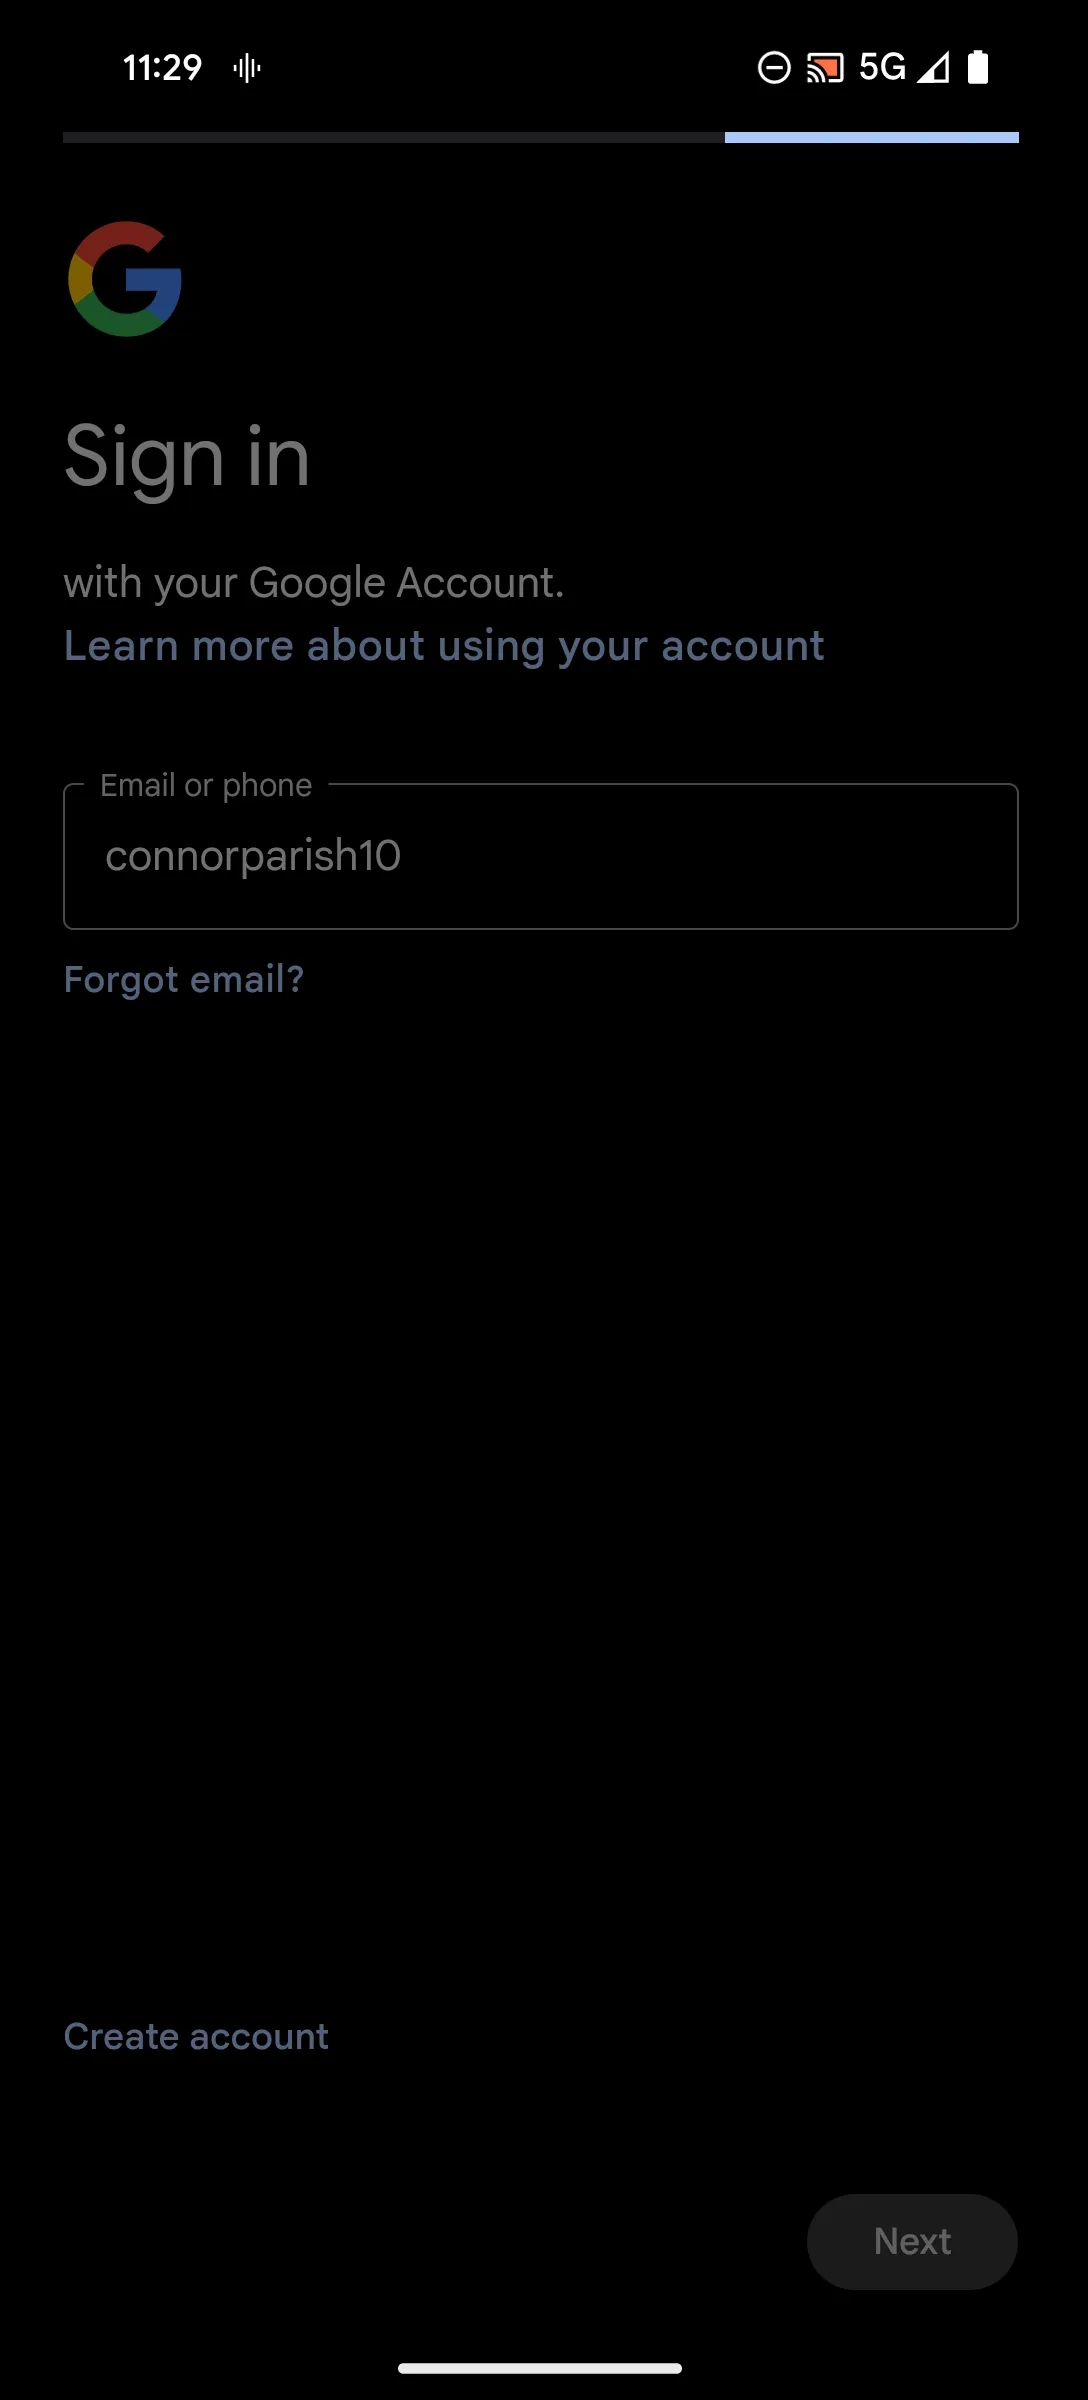 11:29
5G
Sign in
with your Google Account.
Learn more about using your account
Email or phone
connorparish10
Forgot email?
Create account
Next